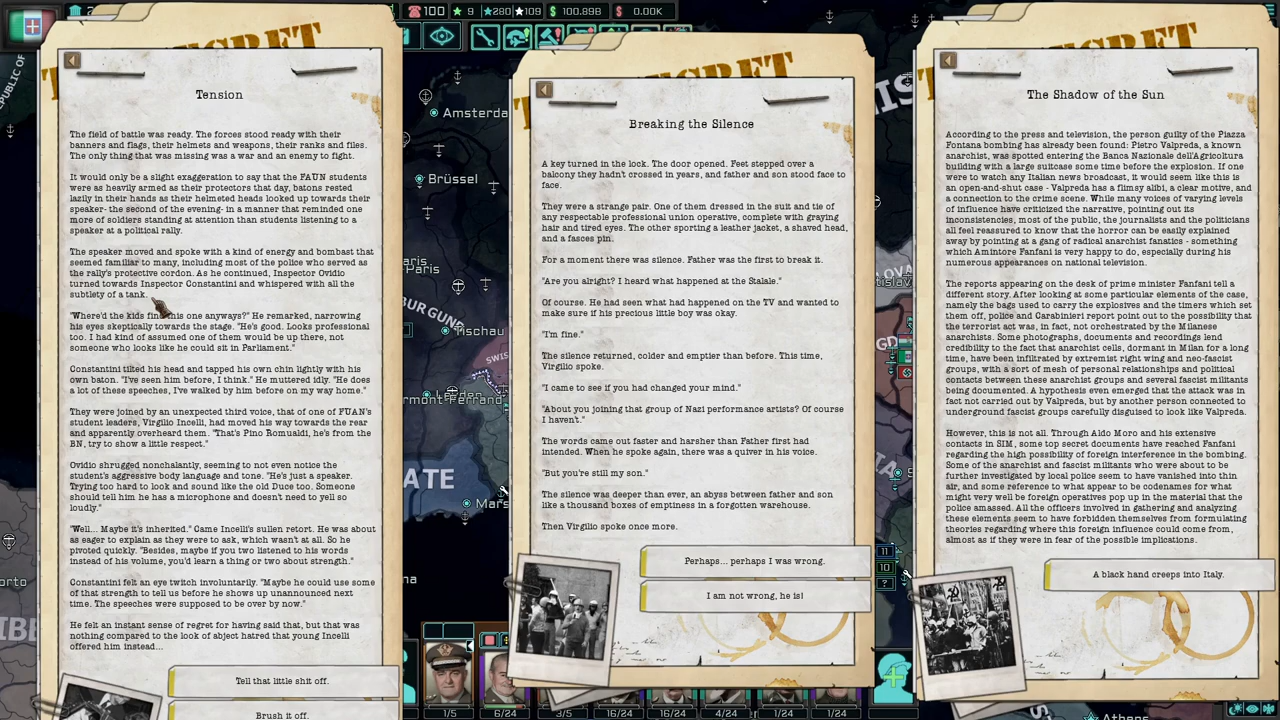 100
9
280
109
$ 100.89B
$ 0.00K
Tension
The field of battle was ready. The forces stood ready with their
banners and flags, their helmets and weapons, their ranks and files.
The only thing that was missing was a war and an enemy to fight.
It would only be a slight exaggeration to say that the FAN students
were as heavily armed as their protectors that day, batons rested
lazily in their hands as their helmeted heads looked up towards their
speaker- the second of the evening- in a manner that reminded one
more of soldiers standing at attention than students listening to a
speaker at a political rally.
The speaker moved and spoke with a kind of energy and bombast that
seemed familiar to many, including most of the police who served as
the rally's protective cordon. As he continued, Inspector Ovidio
turned towards Inspector Constantini and whispered with all the
subtlety of a tank.
"Where'd the kids find this one anyways?" He remarked, narrowing
his eyes skeptically towards the stage. "He's good. Looks professional
too. I had kind of assumed one of them would be up there, not
someone who looks like he could sit in Parliament."
Constantini tilted his head and tapped his own chin lightly with his
own baton. "I've seen him before, I think." He muttered idly. "He does
a lot of these speeches, I've walked by him before on my way home."
They were joined by an unexpected third voice, that of one of FUAN's
student leaders, Virgilio Incelli, had moved his way towards the rear
and apparently overheard them. "That's Pino Romualdi, he's from the
BN, try to show a little respect."
Ovidio shrugged nonchalantly, seeming to not even notice the
student's aggressive body language and tone. "He's just a speaker.
Trying too hard to look and sound like the old Duce too. Someone
should tell him he has a microphone and doesn't need to yell so
loudly."
"Well... Maybe it's inherited." Came Incelli's sullen retort. He was about
as eager to explain as they were to ask, which wasn't at all. So he
pivoted quickly. "Besides, maybe if you two listened to his words
instead of his volume, you'd learn a thing or two about strength."
Constantini felt an eye twitch involuntarily. "Maybe he could use some
of that strength to tell us before he shows up unannounced next
time. The speeches were supposed to be over by now."
He felt an instant sense of regret for having said that, but that was
nothing compared to the look of abject hatred that young Incelli
offered him instead...
Tell that little shit off.
Brush it off.
Breaking the Silence
A key turned in the lock. The door opened. Feet stepped over a
balcony they hadn't crossed in years, and father and son stood face to
face.
They were a strange pair. One of them dressed in the suit and tie of
any respectable professional union operative, complete with graying
hair and tired eyes. The other sporting a leather jacket, a shaved head,
and a fasces pin.
For a moment there was silence. Father was the first to break it.
"Are you alright? I heard what happened at the Stalale."
Of course. He had seen what had happened on the TV and wanted to
make sure if his precious little boy was okay.
"I'm fine."
The silence returned, colder and emptier than before. This time,
Virgilio spoke.
"I came to see if you had changed your mind."
"About you joining that group of Nazi performance artists? Of course
I haven't."
The words came out faster and harsher than Father first had
intended. When he spoke again, there was a quiver in his voice.
"But you're still my son."
The silence was deeper than ever, an abyss between father and son
like a thousand boxes of emptiness in a forgotten warehouse.
Then Virgilio spoke once more.
Perhaps... perhaps I was wrong.
I am not wrong, he is!
The Shadow of the Sun
According to the press and television, the person guilty of the Piazza
Fontana bombing has already been found: Pietro Valpreda, a known
anarchist, was spotted entering the Banca Nazionale dell'Agricoltura
building with a large suitcase some time before the explosion. If one
were to watch any Italian news broadcast, it would seem like this is
an open-and-shut case - Valpreda has a flimsy alibi, a clear motive, and
a connection to the crime scene. While many voices of varying levels
of influence have criticized the narrative, pointing out its
inconsistencies, most of the public, the journalists and the politicians
all feel reassured to know that the horror can be easily explained
away by pointing at a gang of radical anarchist fanatics - something
which Amintore Fanfani is very happy to do, especially during his
numerous appearances on national television.
The reports appearing on the desk of prime minister Fanfani tell a
different story. After looking at some particular elements of the case,
namely the bags used to carry the explosives and the timers which set
them off, police and Carabinieri report point out to the possibility that
the terrorist act was, in fact, not orchestrated by the Milanese
anarchists. Some photographs, documents and recordings lend
credibility to the fact that anarchist cells, dormant in Milan for a long
time, have been infiltrated by extremist right wing and neo-fascist
groups, with a sort of mesh of personal relationships and political
contacts between these anarchist groups and several fascist militants
being documented. A hypothesis even emerged that the attack was in
fact not carried out by Valpreda, but by another person connected to
underground fascist groups carefully disguised to look like Valpreda.
However, this is not all. Through Aldo Moro and his extensive
contacts in SIM, some top secret documents have reached Fanfani
regarding the high possibility of foreign interference in the bombing.
Some of the anarchist and fascist militants who were about to be
further investigated by local police seem to have vanished into thin
air, and some reference to what appear to be codenames for what
might very well be foreign operatives pop up in the material that the
police amassed. All the officers involved in gathering and analyzing
these elements seem to have forbidden themselves from formulating
theories regarding where this foreign influence could come from,
almost as if they were in fear of the possible implications.
A black hand creeps into Italy.
Amsterda
Brüssel
Paris
BURGUN
Tischau
SWIS
rmont-Ferrand
ATE
Mars
11
10
?
1/5
6/24
3/5
16/24
16/24
4/24
1/24
1/24
Athens